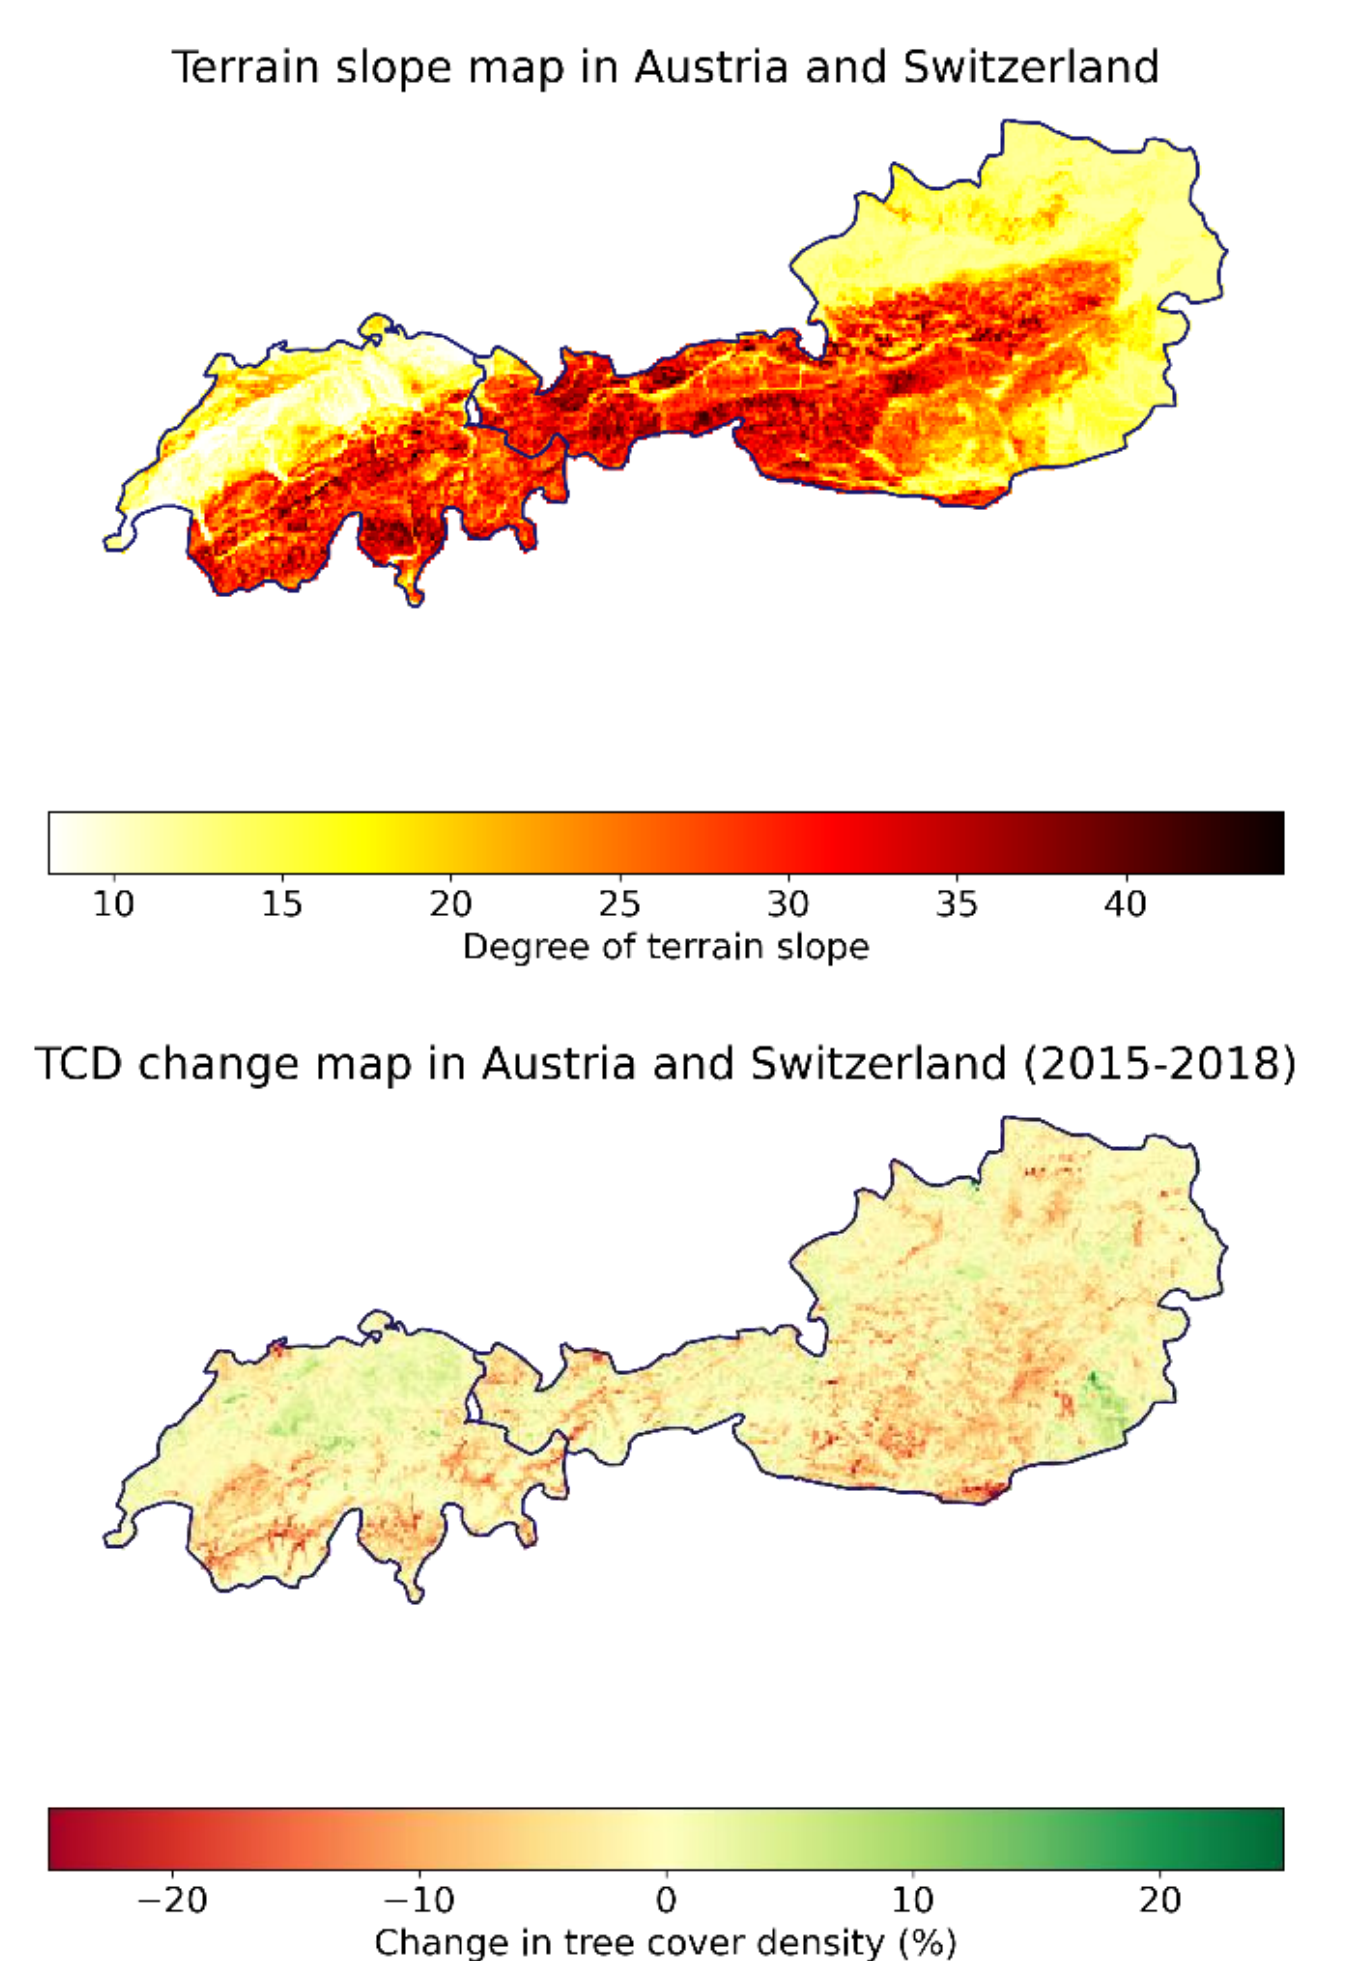 Terrain slope map in Austria and Switzerland
10 15 20 25 30 35 40
Degree of terrain slope
TCD change map in Austria and Switzerland (2015-2018)
−20 −10 0 10 20
Change in tree cover density (%)